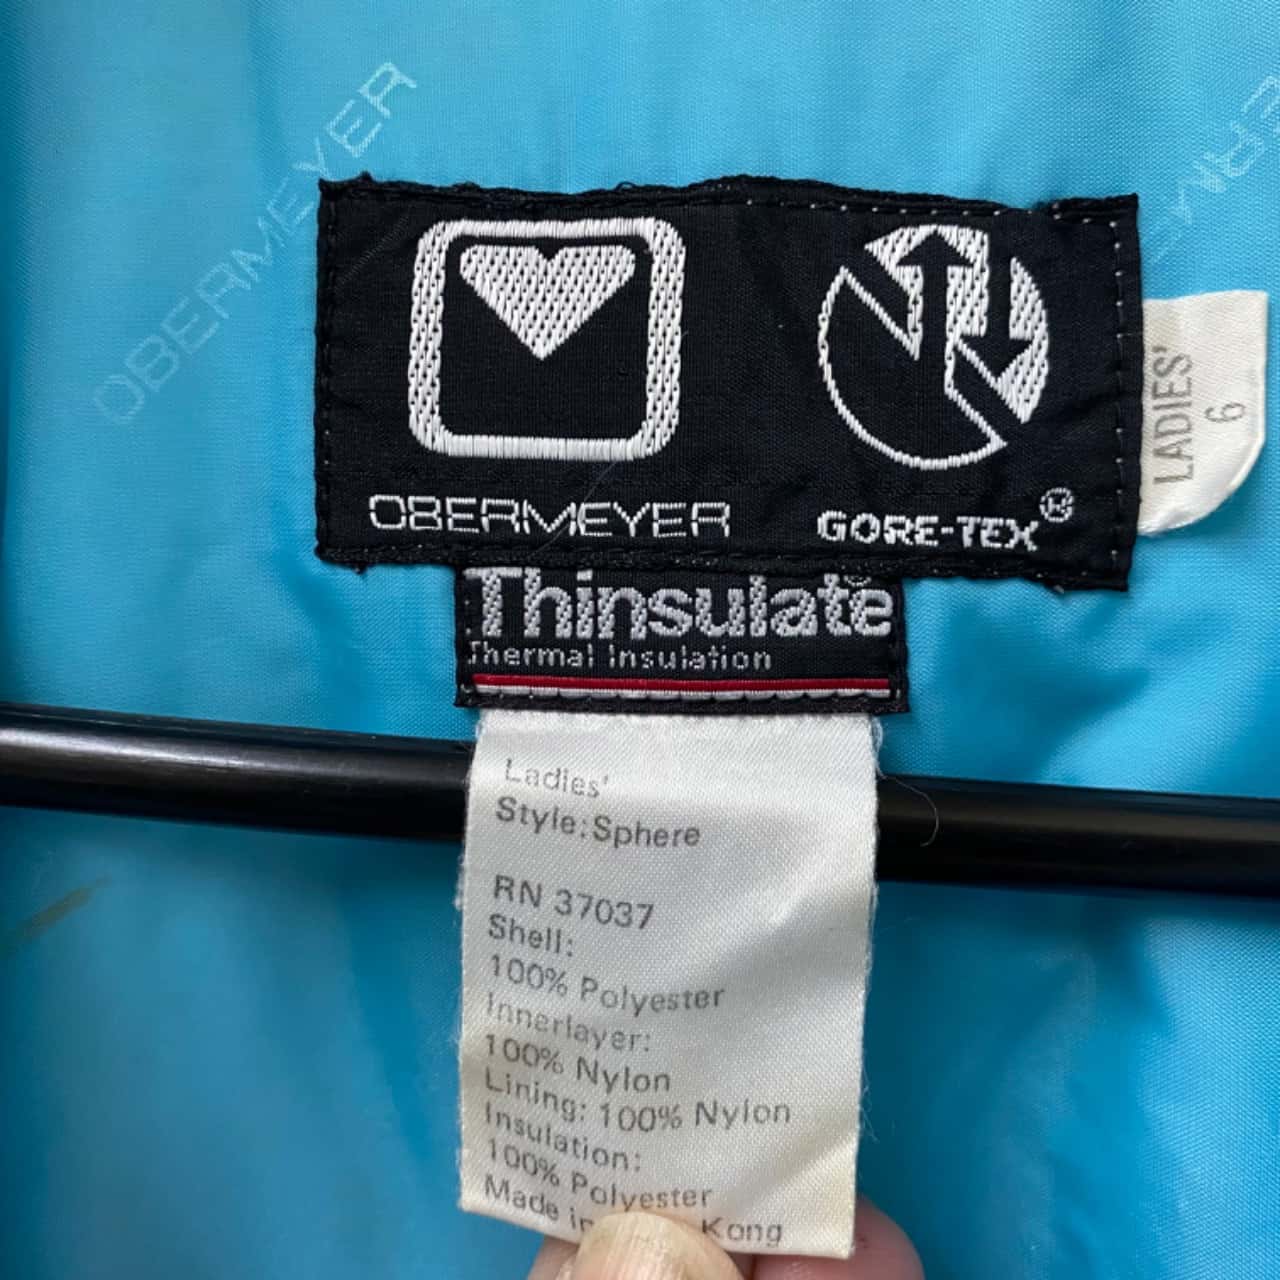 OBERMEYER
ERM
OBERMEYER
GORE-TEX®
LADIES'
6
Thinsulate
Thermal Insulation
Ladies'
Style:Sphere
RN 37037
Shell:
100% Polyester
Innerlayer:
100% Nylon
Lining: 100% Nylon
Insulation:
100% Polyester
Made in Kong